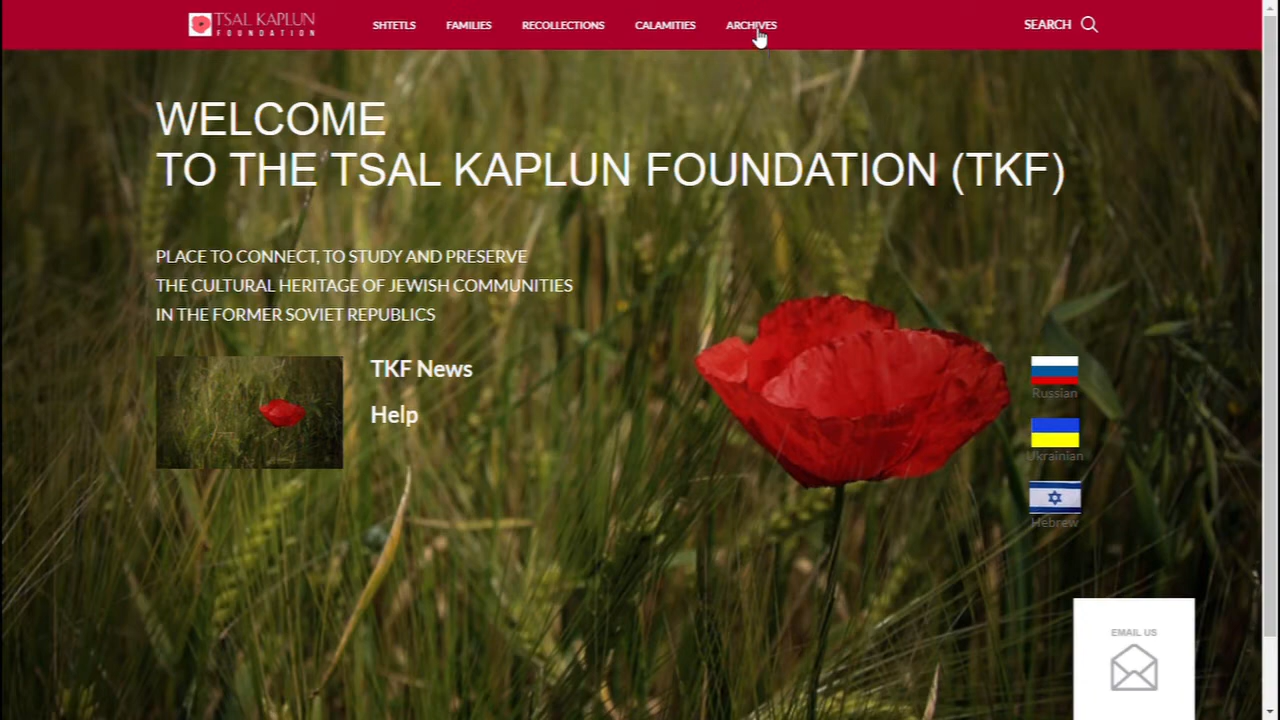 TSAL KAPLUN
FOUNDATION
SHTETLS
FAMILIES
RECOLLECTIONS
CALAMITIES
ARCHIVES
SEARCH
WELCOME
TO THE TSAL KAPLUN FOUNDATION (TKF)
PLACE TO CONNECT, TO STUDY AND PRESERVE
THE CULTURAL HERITAGE OF JEWISH COMMUNITIES
IN THE FORMER SOVIET REPUBLICS
TKF News
Help
Russian
Ukrainian
Hebrew
EMAIL US